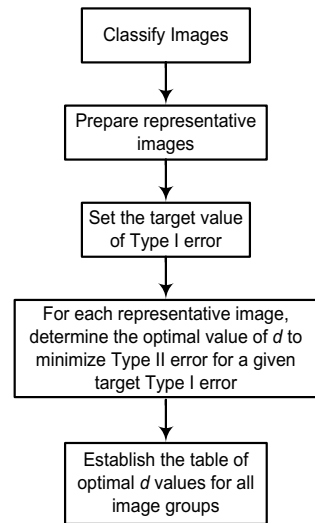 Classify Images
Prepare representative
images
Set the target value
of Type I error
For each representative image,
determine the optimal value of d to
minimize Type II error for a given
target Type I error
Establish the table of
optimal d values for all
image groups